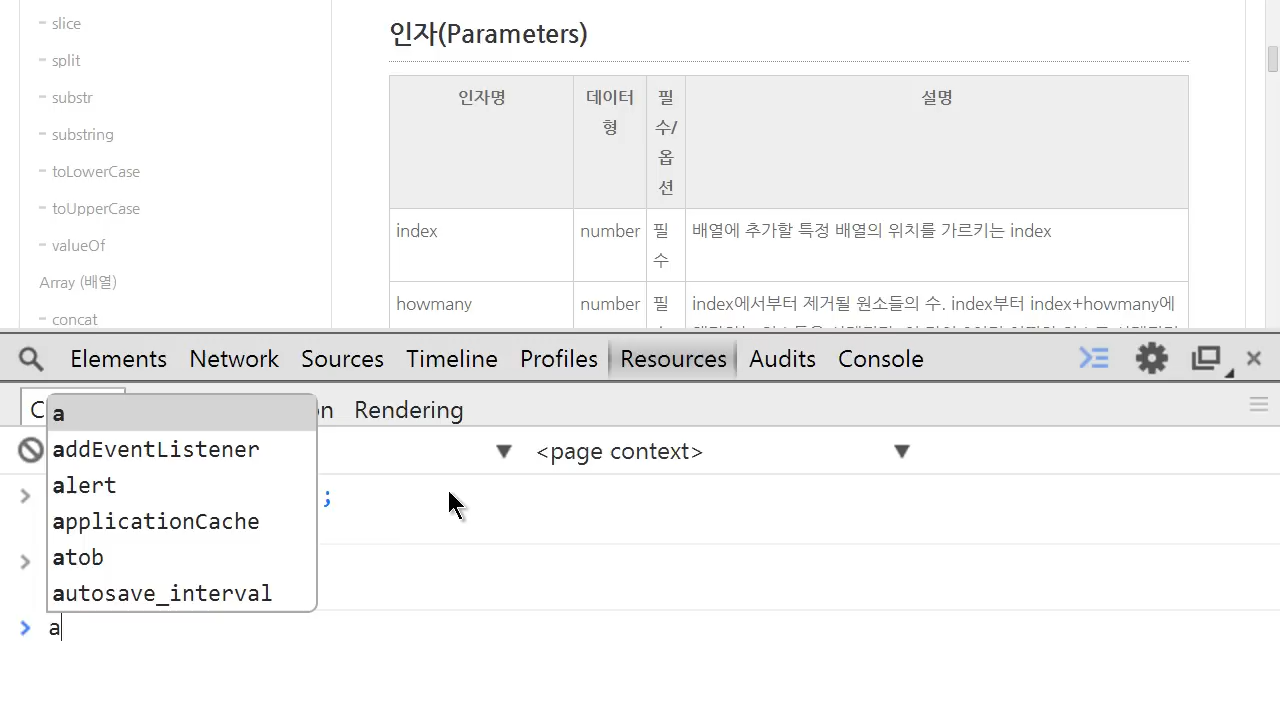 slice
split
substr
substring
toLowerCase
toUpperCase
valueOf
Array (배열)
concat
인자(Parameters)
인자명 데이터형 필수/옵션 설명
index number 필수 배열에 추가할 특정 배열의 위치를 가르키는 index
howmany number 필 index에서부터 제거될 원소들의 수. index부터 index+howmany에
Elements Network Sources Timeline Profiles Resources Audits Console
Rendering
<page context>
;
a
addEventListener
alert
applicationCache
atob
autosave_interval
a